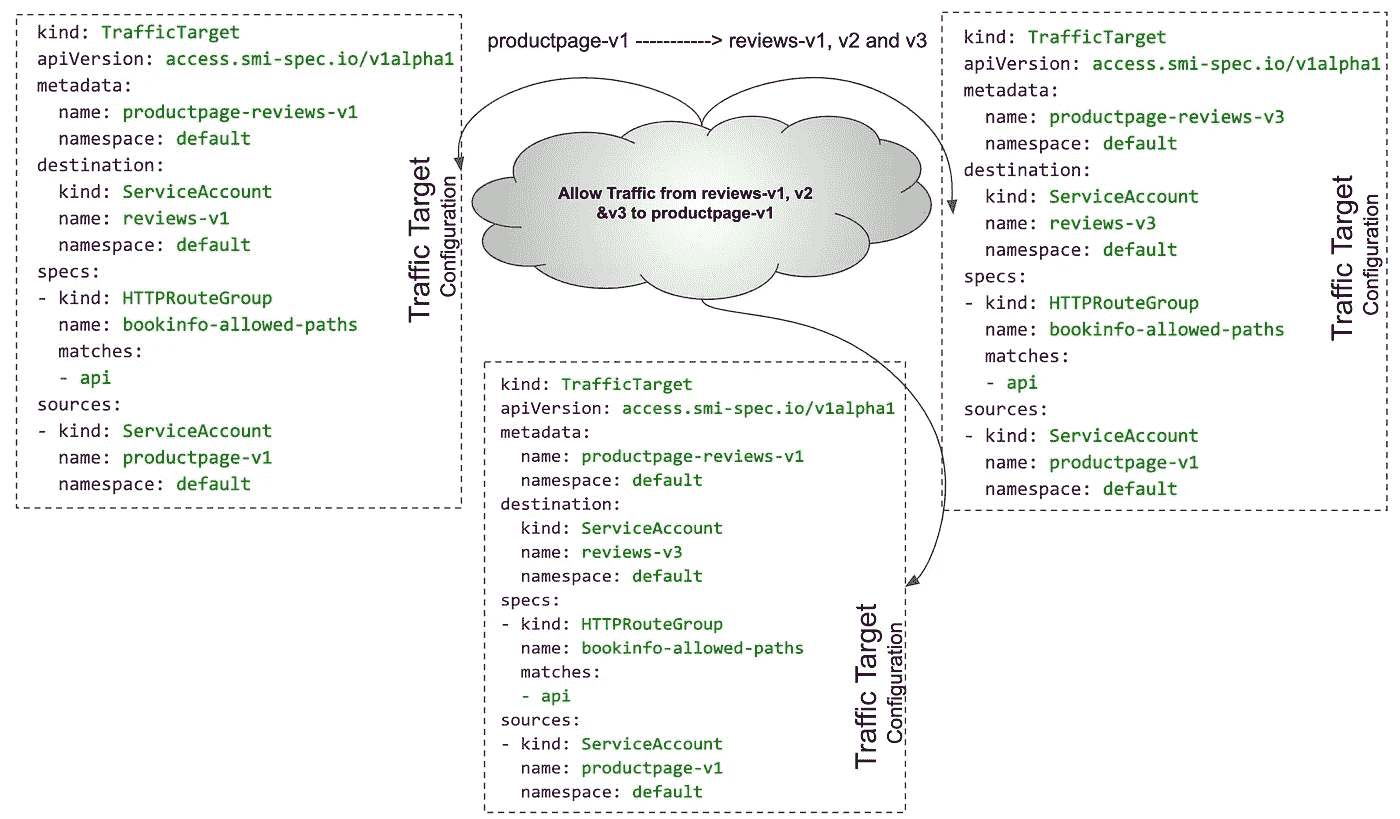 kind: TrafficTarget
apiVersion: access.smi-spec.io/v1alpha1
metadata:
name: productpage-reviews-v1
namespace: default
destination:
kind: ServiceAccount
name: reviews-v1
namespace: default
specs:
- kind: HTTPRouteGroup
name: bookinfo-allowed-paths
matches:
- api
sources:
- kind: ServiceAccount
name: productpage-v1
namespace: default
Traffic Target
Configuration
productpage-v1 -----------> reviews-v1, v2 and v3
Allow Traffic from reviews-v1, v2
&v3 to productpage-v1
kind: TrafficTarget
apiVersion: access.smi-spec.io/v1alpha1
metadata:
name: productpage-reviews-v1
namespace: default
destination:
kind: ServiceAccount
name: reviews-v3
namespace: default
specs:
- kind: HTTPRouteGroup
name: bookinfo-allowed-paths
matches:
- api
sources:
- kind: ServiceAccount
name: productpage-v1
namespace: default
Traffic Target
Configuration
kind: TrafficTarget
apiVersion: access.smi-spec.io/v1alpha1
metadata:
name: productpage-reviews-v3
namespace: default
destination:
kind: ServiceAccount
name: reviews-v3
namespace: default
specs:
- kind: HTTPRouteGroup
name: bookinfo-allowed-paths
matches:
- api
sources:
- kind: ServiceAccount
name: productpage-v1
namespace: default
Traffic Target
Configuration